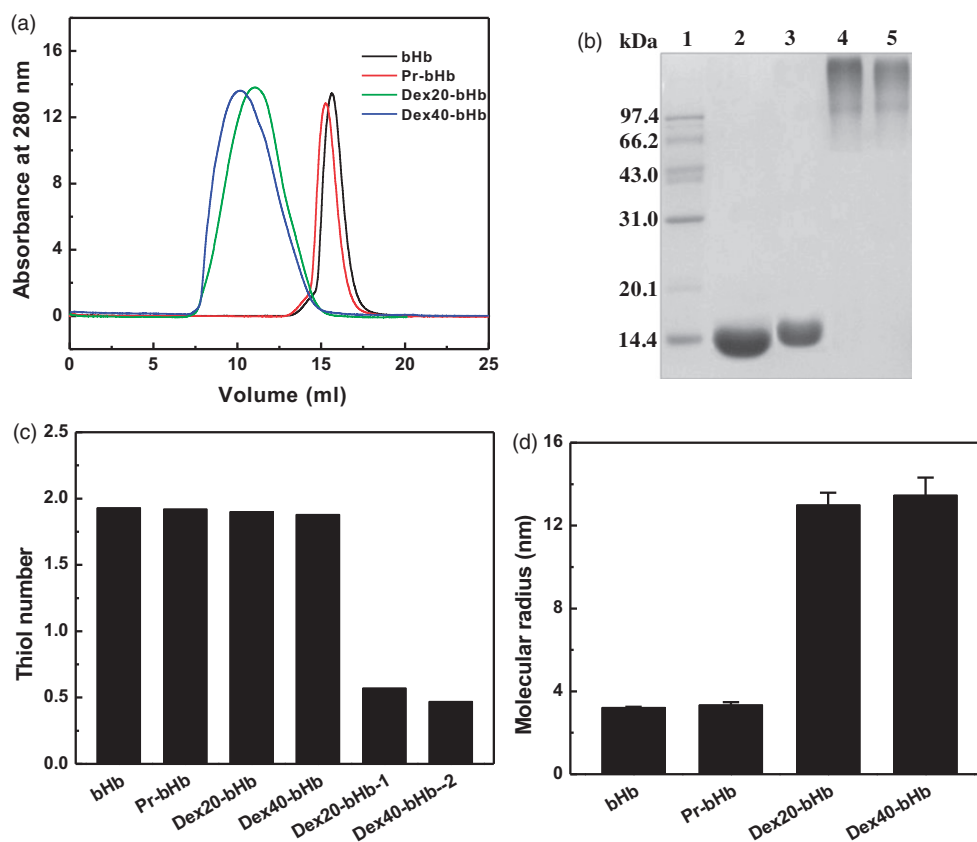 (a)
Absorbance at 280 nm
16
12
8
4
0
bHb
Pr-bHb
Dex20-bHb
Dex40-bHb
0 5 10 15 20 25
Volume (ml)
(b) kDa 1 2 3 4 5
97.4
66.2
43.0
31.0
20.1
14.4
(c)
Thiol number
2.5
2.0
1.5
1.0
0.5
0.0
bHb
Pr-bHb
Dex20-bHb
Dex40-bHb
Dex20-bHb-1
Dex40-bHb--2
(d)
Molecular radius (nm)
16
12
8
4
0
bHb
Pr-bHb
Dex20-bHb
Dex40-bHb